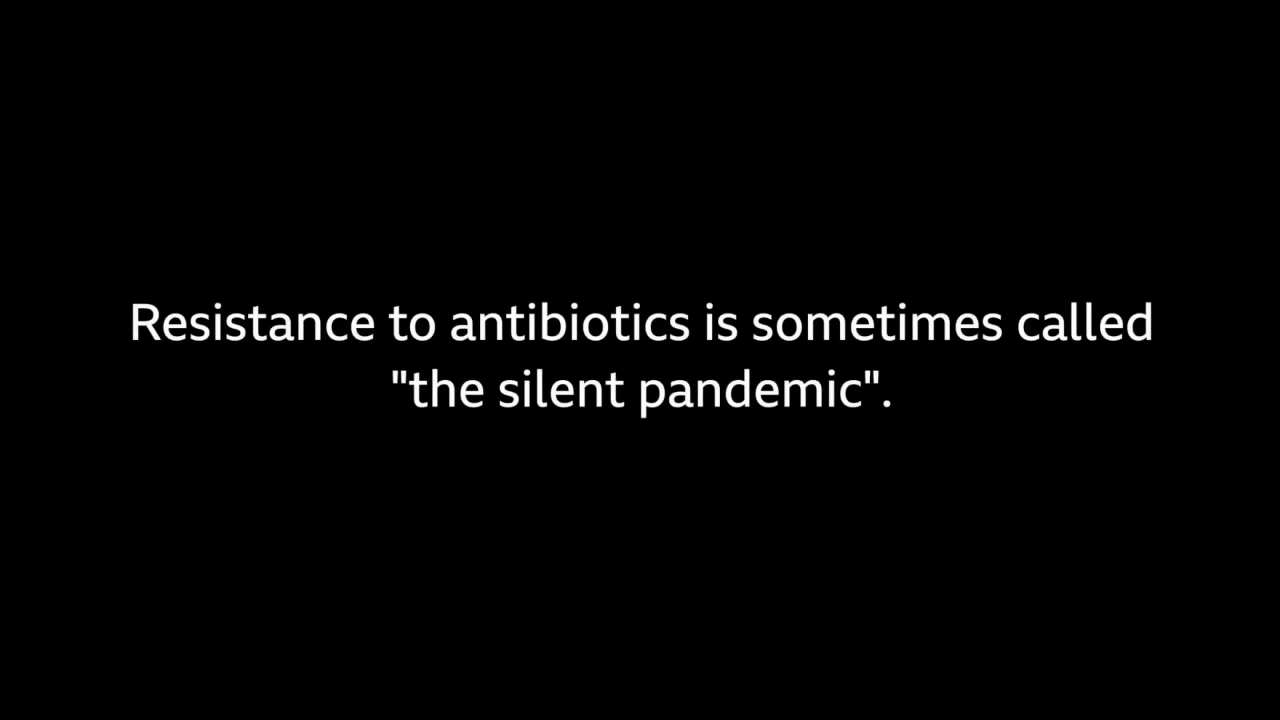 Resistance to antibiotics is sometimes called
"the silent pandemic".